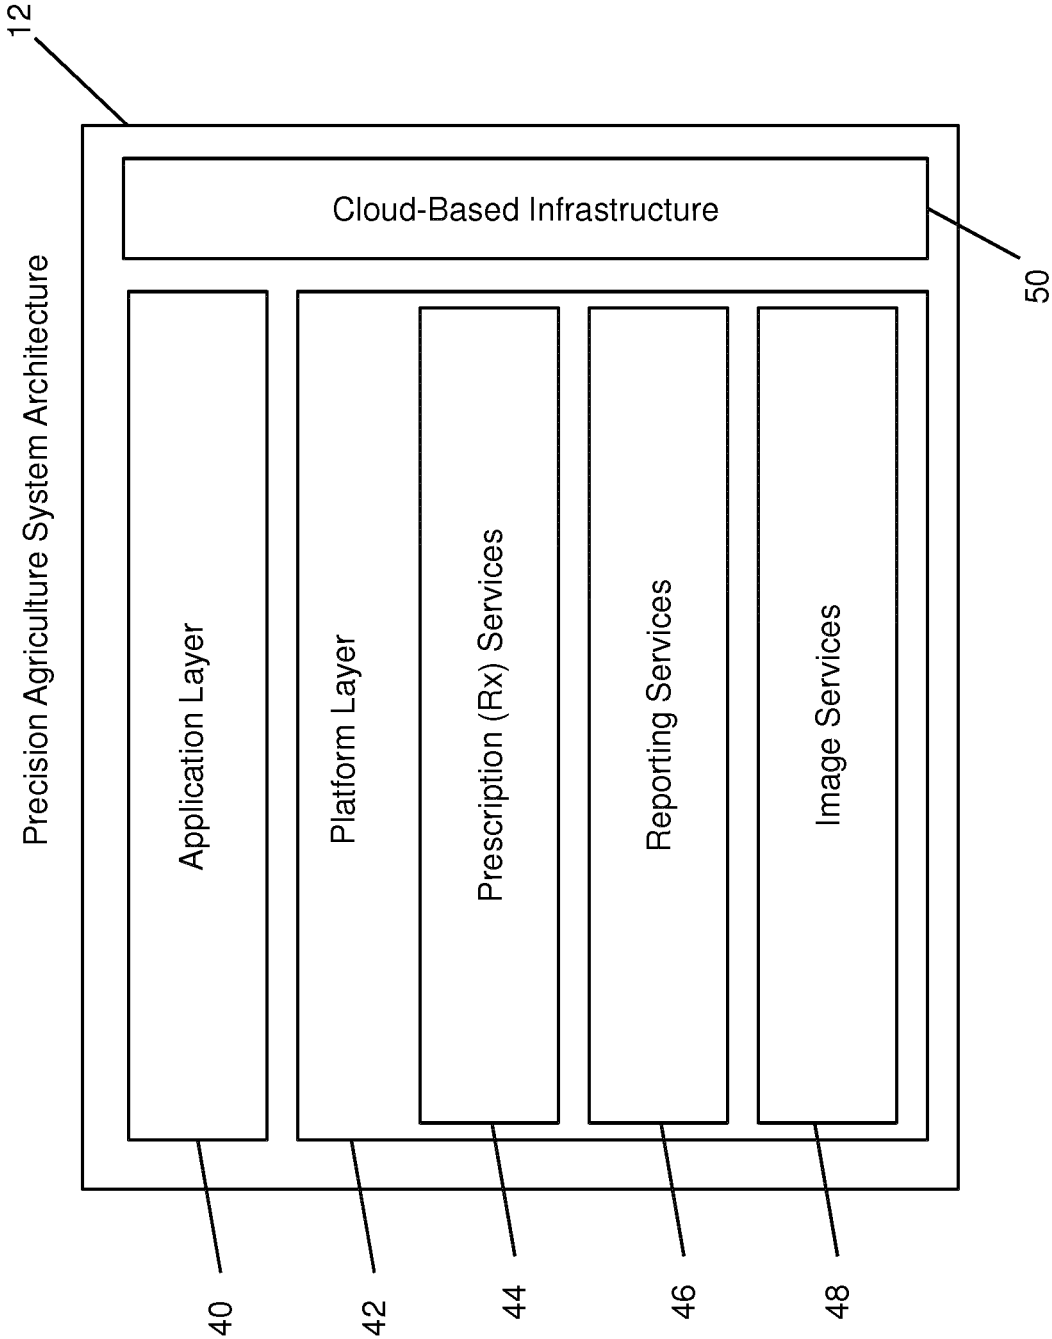 Precision Agriculture System Architecture
12
40
Application Layer
42
Platform Layer
44
Prescription (Rx) Services
46
Reporting Services
48
Image Services
Cloud-Based Infrastructure
50